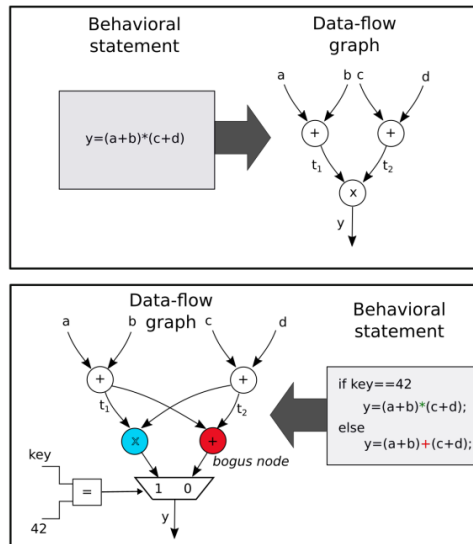 Behavioral
statement
Data-flow
graph
y=(a+b)*(c+d)
a
b
c
d
+
+
t1
t2
x
y
Data-flow
graph
a
b
c
d
+
+
t1
t2
x
+
bogus node
key
=
42
1 0
y
Behavioral
statement
if key==42
y=(a+b)*(c+d);
else
y=(a+b)+(c+d);